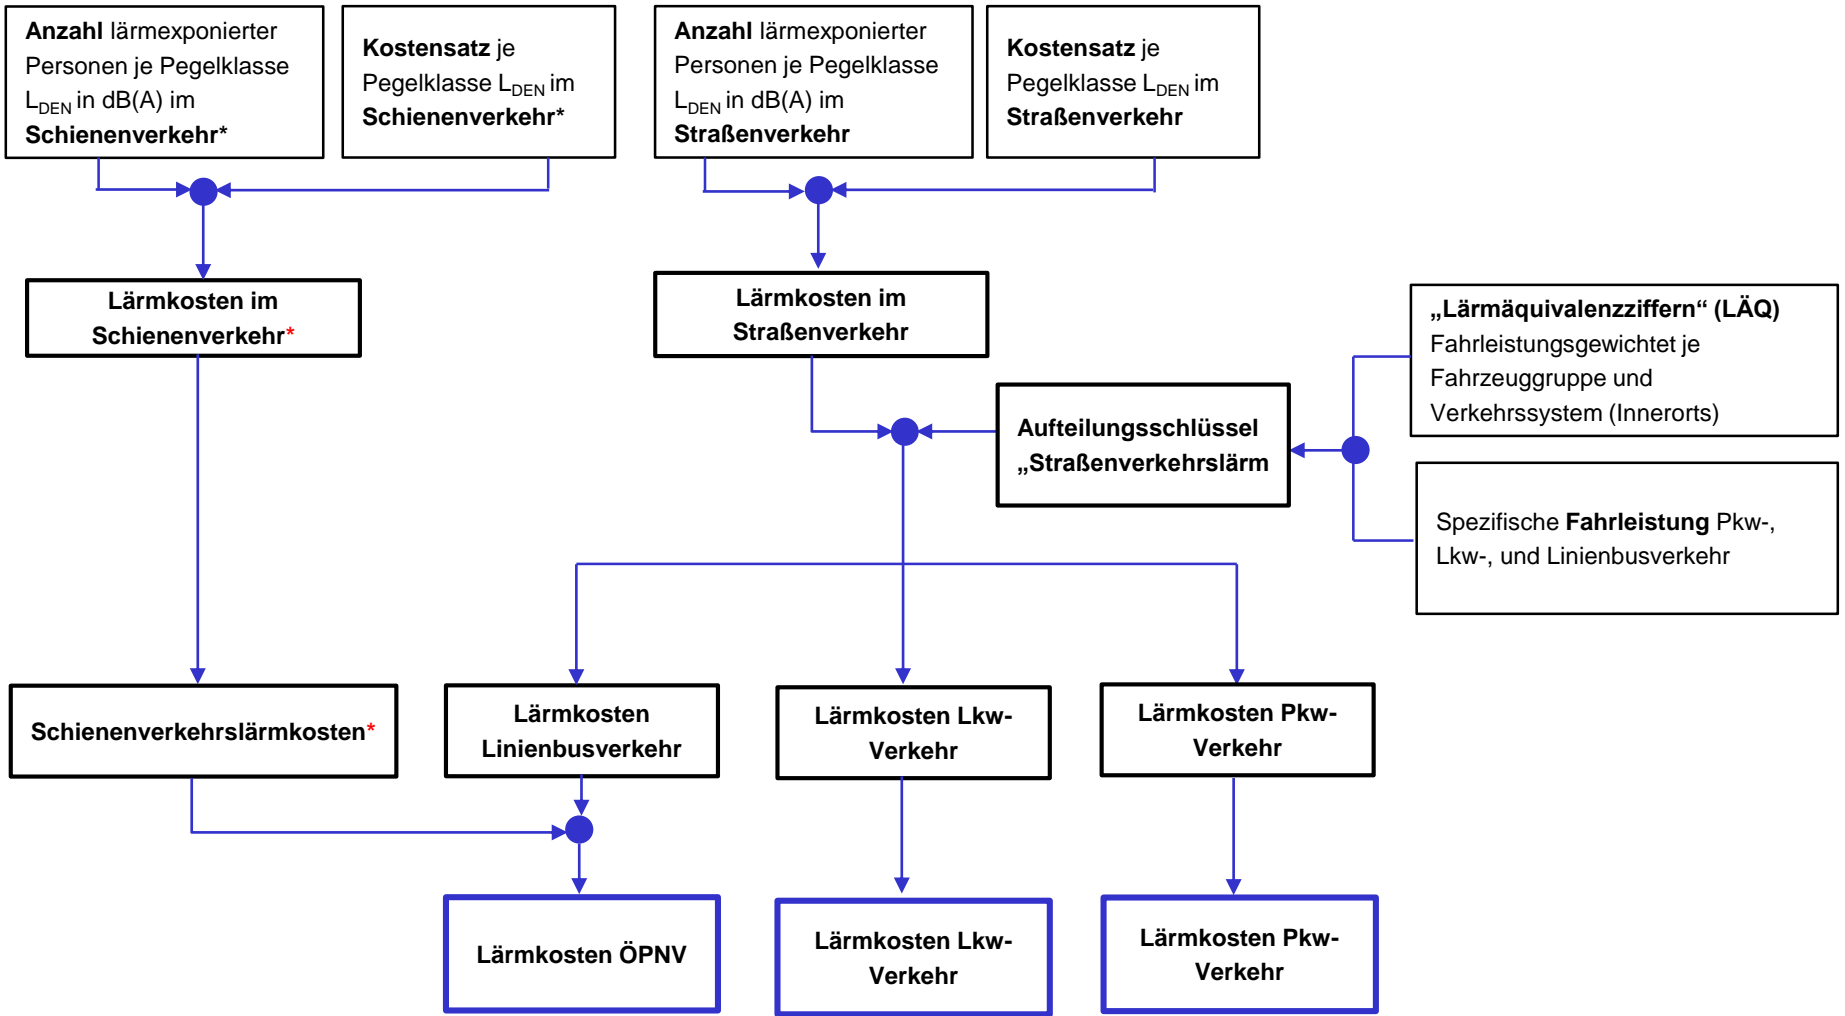 Anzahl lärmexponierter
Personen je Pegelklasse
LDEN in dB(A) im
Schienenverkehr*
Kostensatz je
Pegelklasse LDEN im
Schienenverkehr*
Anzahl lärmexponierter
Personen je Pegelklasse
LDEN in dB(A) im
Straßenverkehr
Kostensatz je
Pegelklasse LDEN im
Straßenverkehr
Lärmkosten im
Schienenverkehr*
Lärmkosten im
Straßenverkehr
„Lärmäquivalenzziffern“ (LÄQ)
Fahrleistungsgewichtet je
Fahrzeuggruppe und
Verkehrssystem (Innerorts)
Aufteilungsschlüssel
„Straßenverkehrslärm
Spezifische Fahrleistung Pkw-,
Lkw-, und Linienbusverkehr
Schienenverkehrslärmkosten*
Lärmkosten
Linienbusverkehr
Lärmkosten Lkw-
Verkehr
Lärmkosten Pkw-
Verkehr
Lärmkosten ÖPNV
Lärmkosten Lkw-
Verkehr
Lärmkosten Pkw-
Verkehr